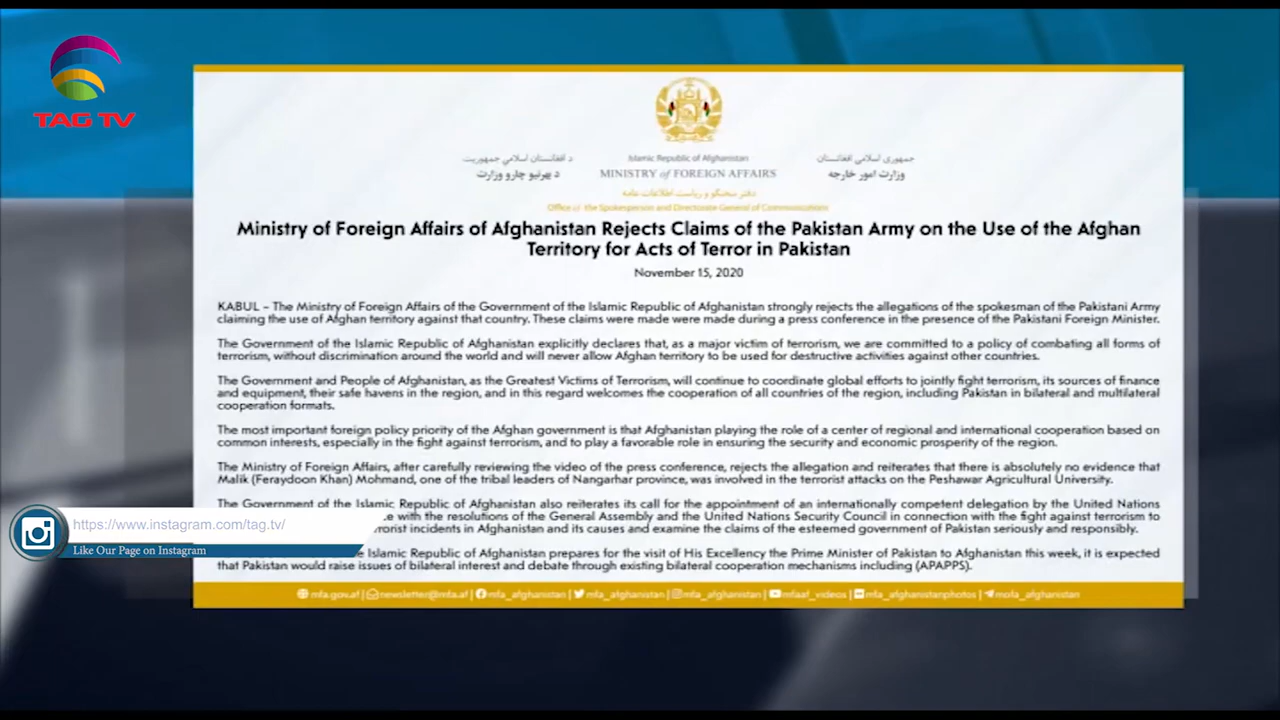 TAG TV
د افغانستان اسلامي جمهوریت
Islamic Republic of Afghanistan
جمهوری اسلامی افغانستان
د بهرنیو چارو وزارت
MINISTRY of FOREIGN AFFAIRS
وزارت امور خارجه
دفتر سخنگو و ریاست اطلاعات عامه
Office of the Spokesperson and Directorate General of Communications
Ministry of Foreign Affairs of Afghanistan Rejects Claims of the Pakistan Army on the Use of the Afghan
Territory for Acts of Terror in Pakistan
November 15, 2020
KABUL – The Ministry of Foreign Affairs of the Government of the Islamic Republic of Afghanistan strongly rejects the allegations of the spokesman of the Pakistani Army
claiming the use of Afghan territory against that country. These claims were made were made during a press conference in the presence of the Pakistani Foreign Minister.
The Government of the Islamic Republic of Afghanistan explicitly declares that, as a major victim of terrorism, we are committed to a policy of combating all forms of
terrorism, without discrimination around the world and will never allow Afghan territory to be used for destructive activities against other countries.
The Government and People of Afghanistan, as the Greatest Victims of Terrorism, will continue to coordinate global efforts to jointly fight terrorism, its sources of finance
and equipment, their safe havens in the region, and in this regard welcomes the cooperation of all countries of the region, including Pakistan in bilateral and multilateral
cooperation formats.
The most important foreign policy priority of the Afghan government is that Afghanistan playing the role of a center of regional and international cooperation based on
common interests, especially in the fight against terrorism, and to play a favorable role in ensuring the security and economic prosperity of the region.
The Ministry of Foreign Affairs, after carefully reviewing the video of the press conference, rejects the allegation and reiterates that there is absolutely no evidence that
Malik (Feraydoon Khan) Mohmand, one of the tribal leaders of Nangarhar province, was involved in the terrorist attacks on the Peshawar Agricultural University.
The Government of the Islamic Republic of Afghanistan also reiterates its call for the appointment of an internationally competent delegation by the United Nations
with the resolutions of the General Assembly and the United Nations Security Council in connection with the fight against terrorism to
incidents in Afghanistan and its causes and examine the claims of the esteemed government of Pakistan seriously and responsibly.
Islamic Republic of Afghanistan prepares for the visit of His Excellency the Prime Minister of Pakistan to Afghanistan this week, it is expected
that Pakistan would raise issues of bilateral interest and debate through existing bilateral cooperation mechanisms including (APAPPS).
https://www.instagram.com/tag.tv/
Like Our Page on Instagram
mfa.gov.af | newsletter@mfa.af | mfa_afghanistan | mfa_afghanistan | mfa_afghanistan | mfaaf_videos | mfa_afghanistanphotos | mofa_afghanistan